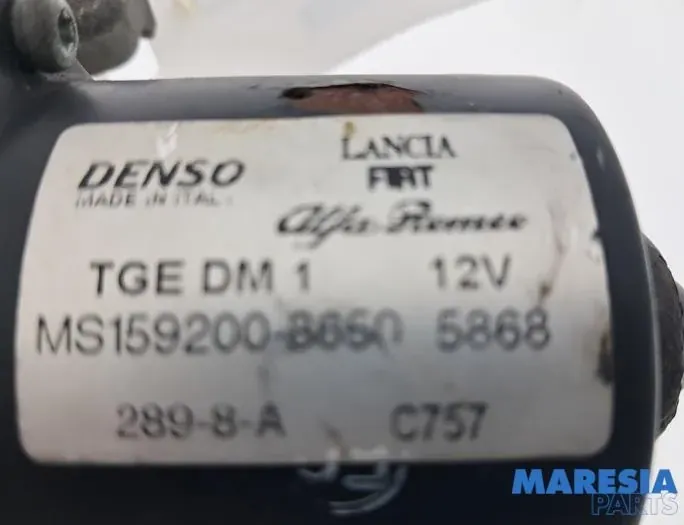 DENSO
MADE IN ITALY
LANCIA
FIAT
Alfa-Romeo
TGE DM 1 12V
MS159200-8650 5868
289-8-A C757
MARESIA
PARTS